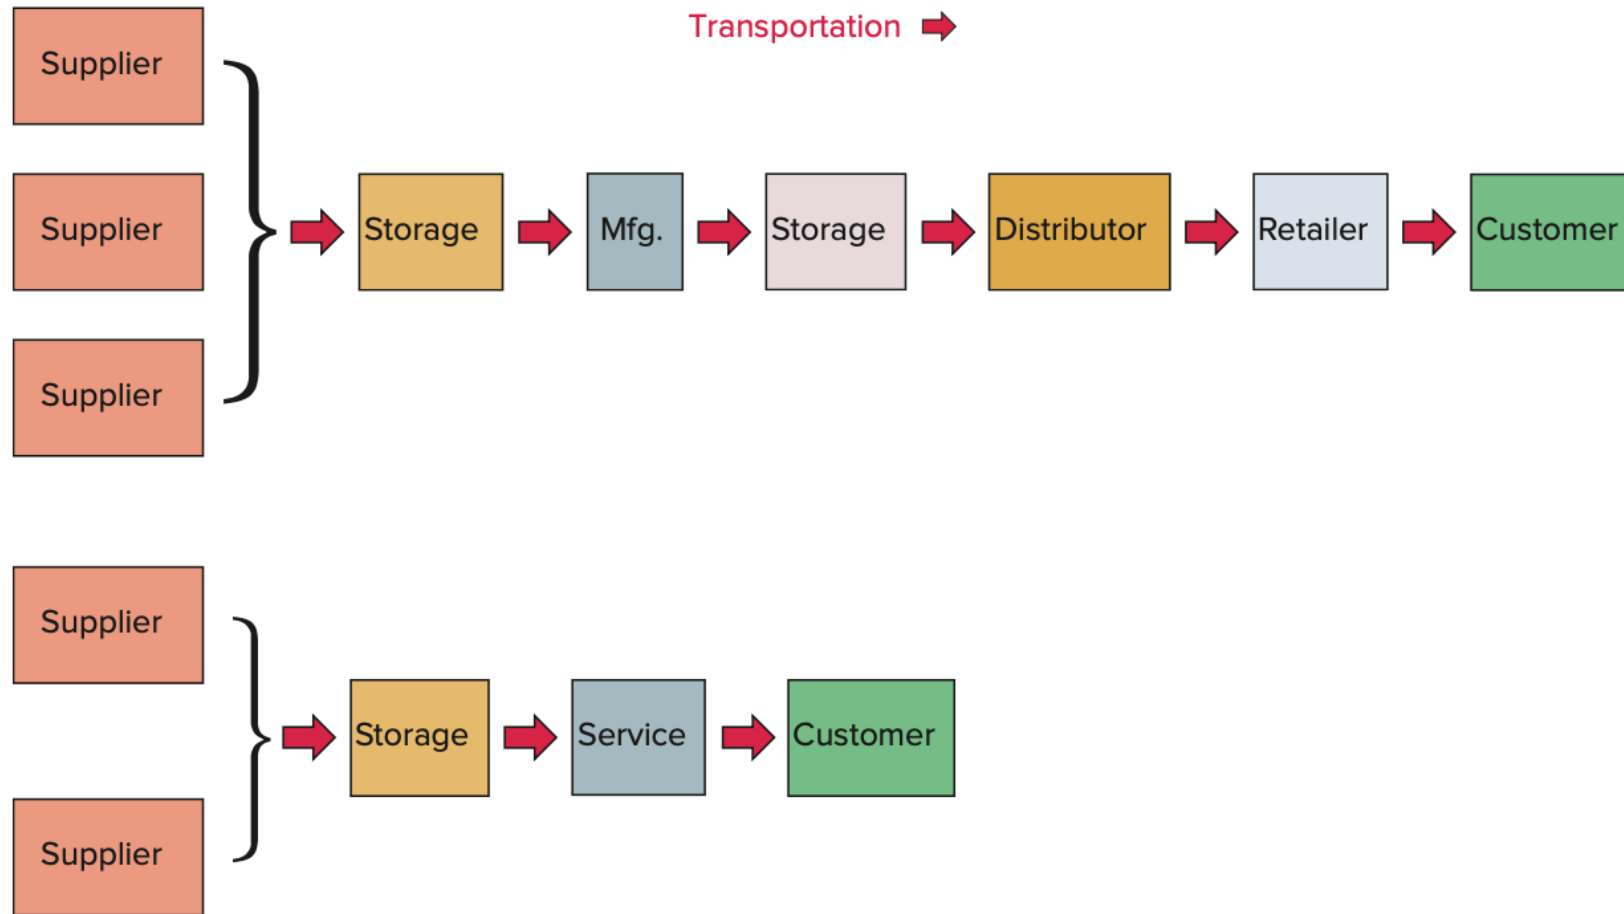 Transportation
Supplier
Supplier
Supplier
Storage
Mfg.
Storage
Distributor
Retailer
Customer
Supplier
Supplier
Storage
Service
Customer